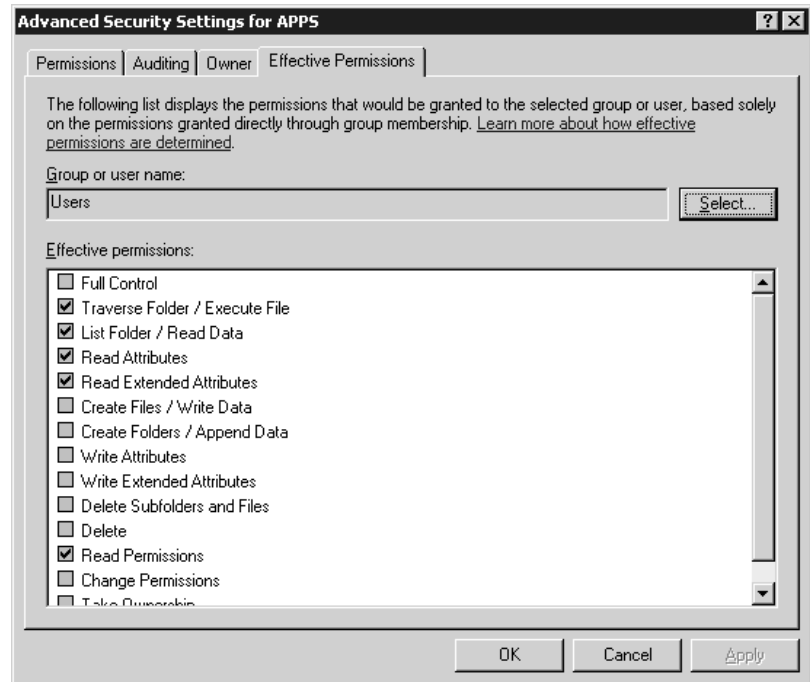 Advanced Security Settings for APPS
Permissions Auditing Owner Effective Permissions
The following list displays the permissions that would be granted to the selected group or user, based solely
on the permissions granted directly through group membership. Learn more about how effective
permissions are determined.
Group or user name:
Users Select...
Effective permissions:
Full Control
Traverse Folder / Execute File
List Folder / Read Data
Read Attributes
Read Extended Attributes
Create Files / Write Data
Create Folders / Append Data
Write Attributes
Write Extended Attributes
Delete Subfolders and Files
Delete
Read Permissions
Change Permissions
Take Ownership
OK Cancel Apply